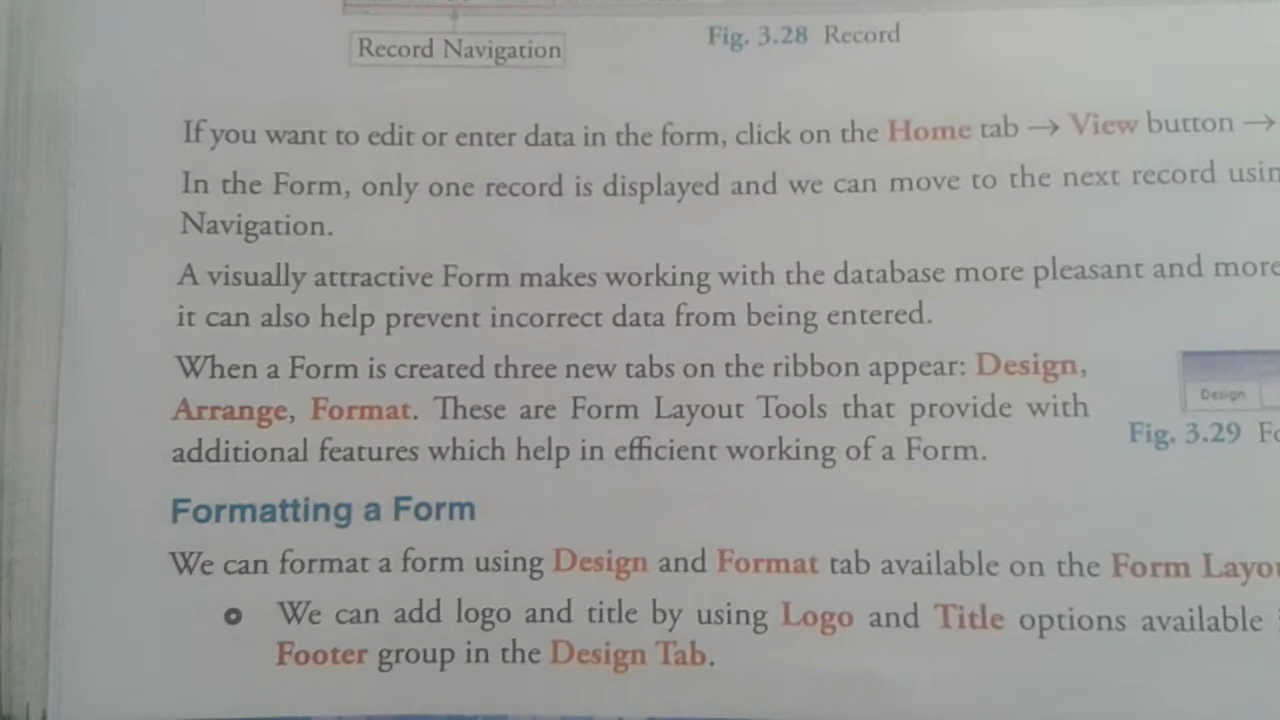 Record Navigation
Fig. 3.28 Record
If you want to edit or enter data in the form, click on the Home tab → View button →
In the Form, only one record is displayed and we can move to the next record
Navigation.
A visually attractive Form makes working with the database more pleasant and more
it can also help prevent incorrect data from being entered.
When a Form is created three new tabs on the ribbon appear: Design,
Arrange, Format. These are Form Layout Tools that provide with
additional features which help in efficient working of a Form.
Design
Fig. 3.29
Formatting a Form
We can format a form using Design and Format tab available on the Form
We can add logo and title by using Logo and Title options available
Footer group in the Design Tab.